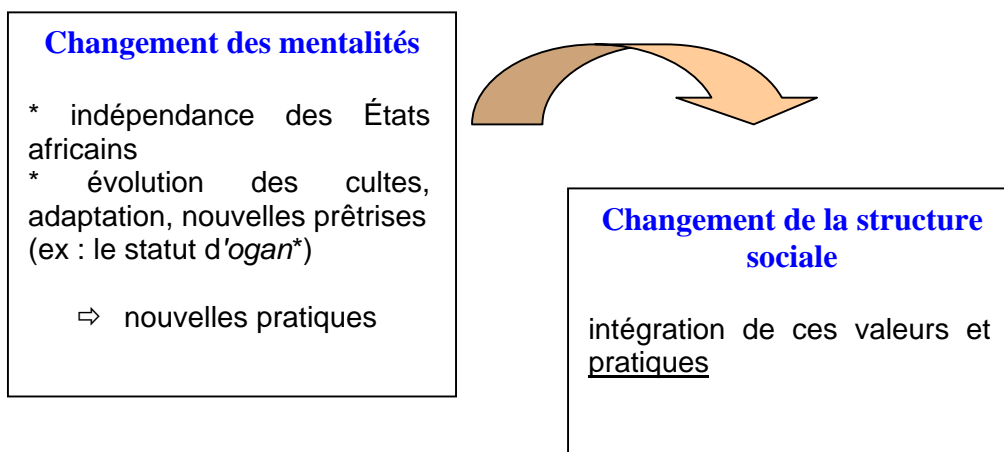 Changement des mentalités
* indépendance des États
africains
* évolution des cultes,
adaptation, nouvelles prêtrises
(ex : le statut d'ogan*)
⇨ nouvelles pratiques
Changement de la structure
sociale
intégration de ces valeurs et
pratiques